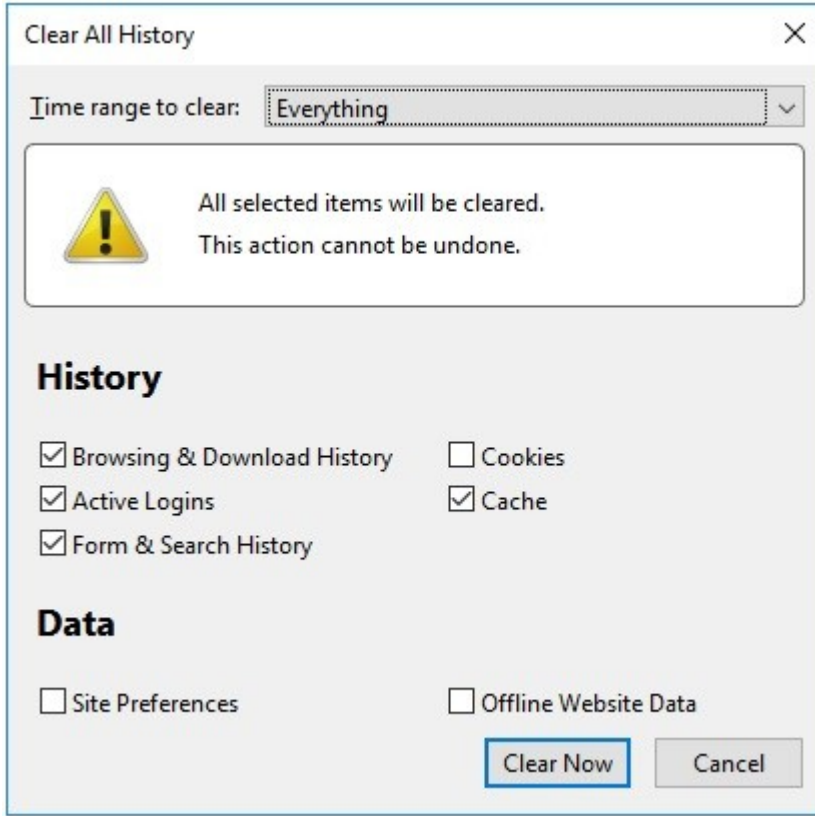 Clear All History
Time range to clear: Everything
All selected items will be cleared.
This action cannot be undone.
History
Browsing & Download History Cookies
Active Logins Cache
Form & Search History
Data
Site Preferences Offline Website Data
Clear Now Cancel